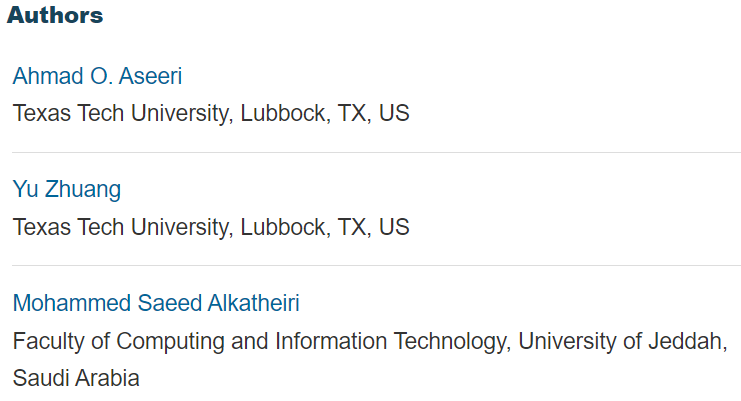 Authors
Ahmad O. Aseeri
Texas Tech University, Lubbock, TX, US
Yu Zhuang
Texas Tech University, Lubbock, TX, US
Mohammed Saeed Alkatheiri
Faculty of Computing and Information Technology, University of Jeddah,
Saudi Arabia